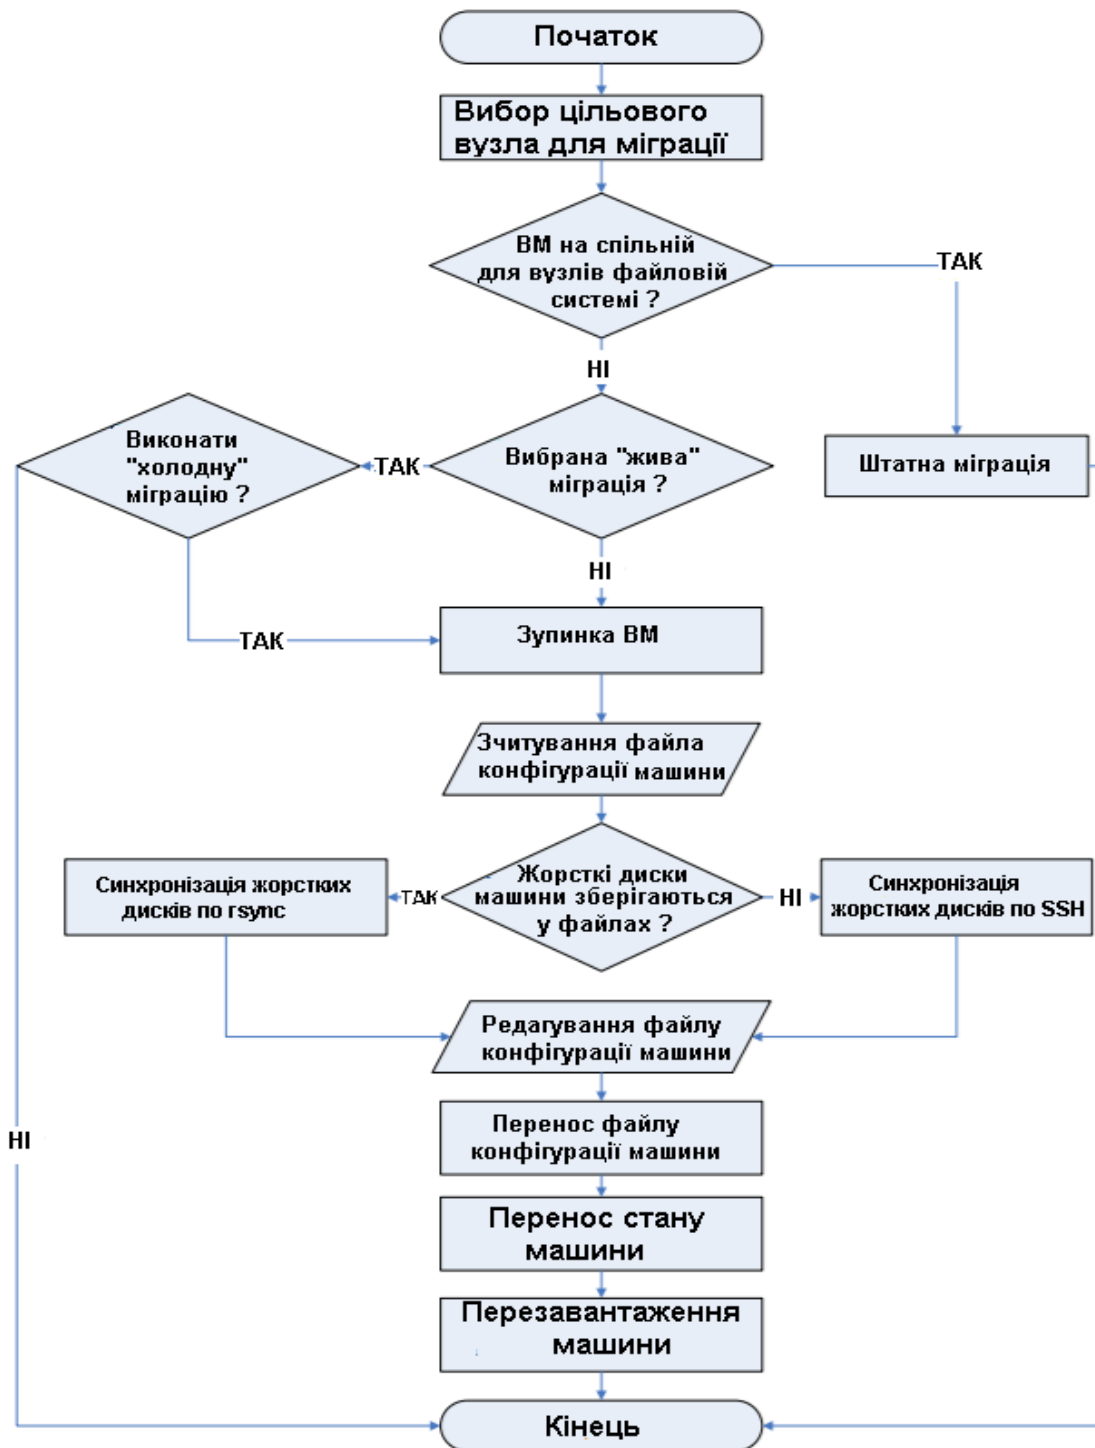 Початок
Вибор цільового
вузла для міграції
ВМ на спільній
для вузлів файловій
системі ?
ТАК
НІ
Виконати
"холодну"
міграцію ?
ТАК
Вибрана "жива"
міграція ?
Штатна міграція
НІ
ТАК
Зупинка ВМ
Зчитування файла
конфігурації машини
Синхронізація жорстких
дисків по rsync
ТАК
Жорсткі диски
машини зберігаються
у файлах ?
НІ
Синхронізація
жорстких дисків по SSH
Редагування файлу
конфігурації машини
Перенос файлу
конфігурації машини
НІ
Перенос стану
машини
Перезавантаження
машини
Кінець